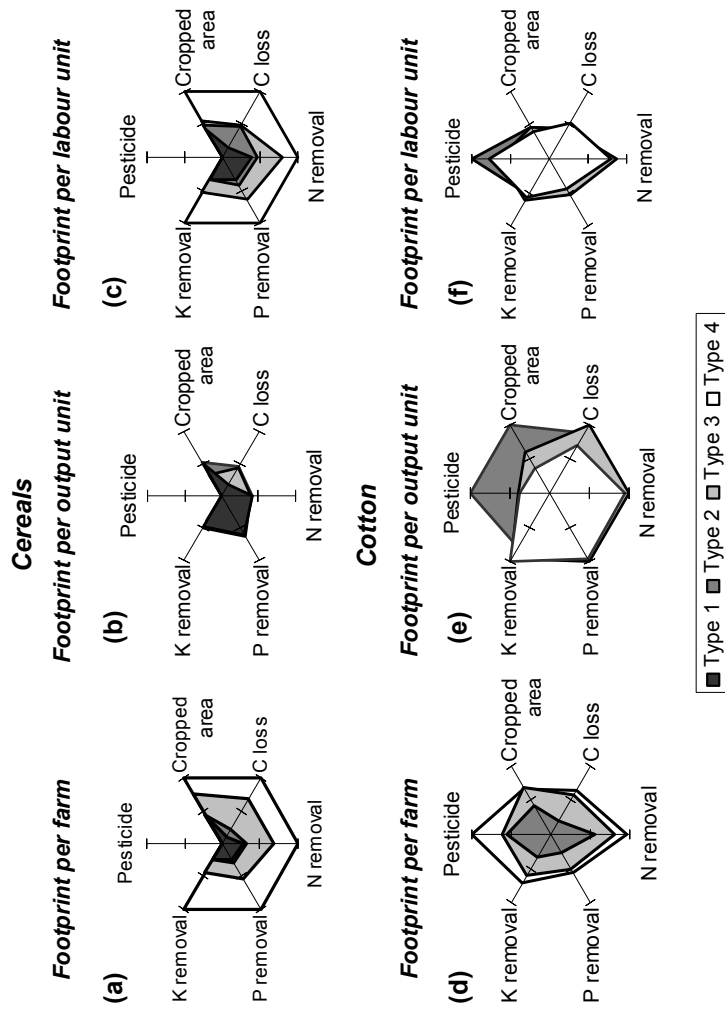 Cereals
Footprint per farm
Footprint per output unit
Footprint per labour unit
(a)
(b)
(c)
Pesticide
Cropped
area
C loss
N removal
P removal
K removal
Pesticide
Cropped
area
C loss
N removal
P removal
K removal
Pesticide
Cropped
area
C loss
N removal
P removal
K removal
Cotton
Footprint per farm
Footprint per output unit
Footprint per labour unit
(d)
(e)
(f)
Pesticide
Cropped
area
C loss
N removal
P removal
K removal
Pesticide
Cropped
area
C loss
N removal
P removal
K removal
Pesticide
Cropped
area
C loss
N removal
P removal
K removal
Type 1 Type 2 Type 3 Type 4